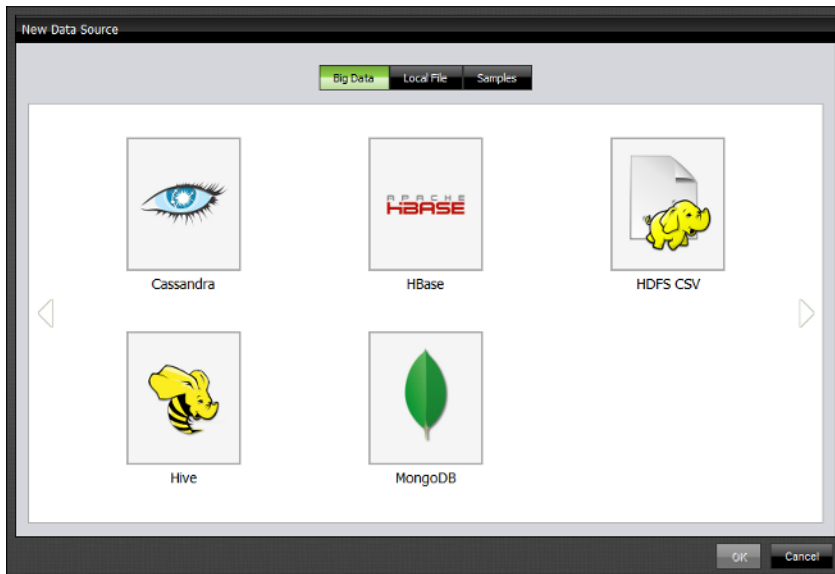 New Data Source
Big Data Local File Samples
APACHE
HBASE
Cassandra HBase HDFS CSV
Hive MongoDB
OK Cancel